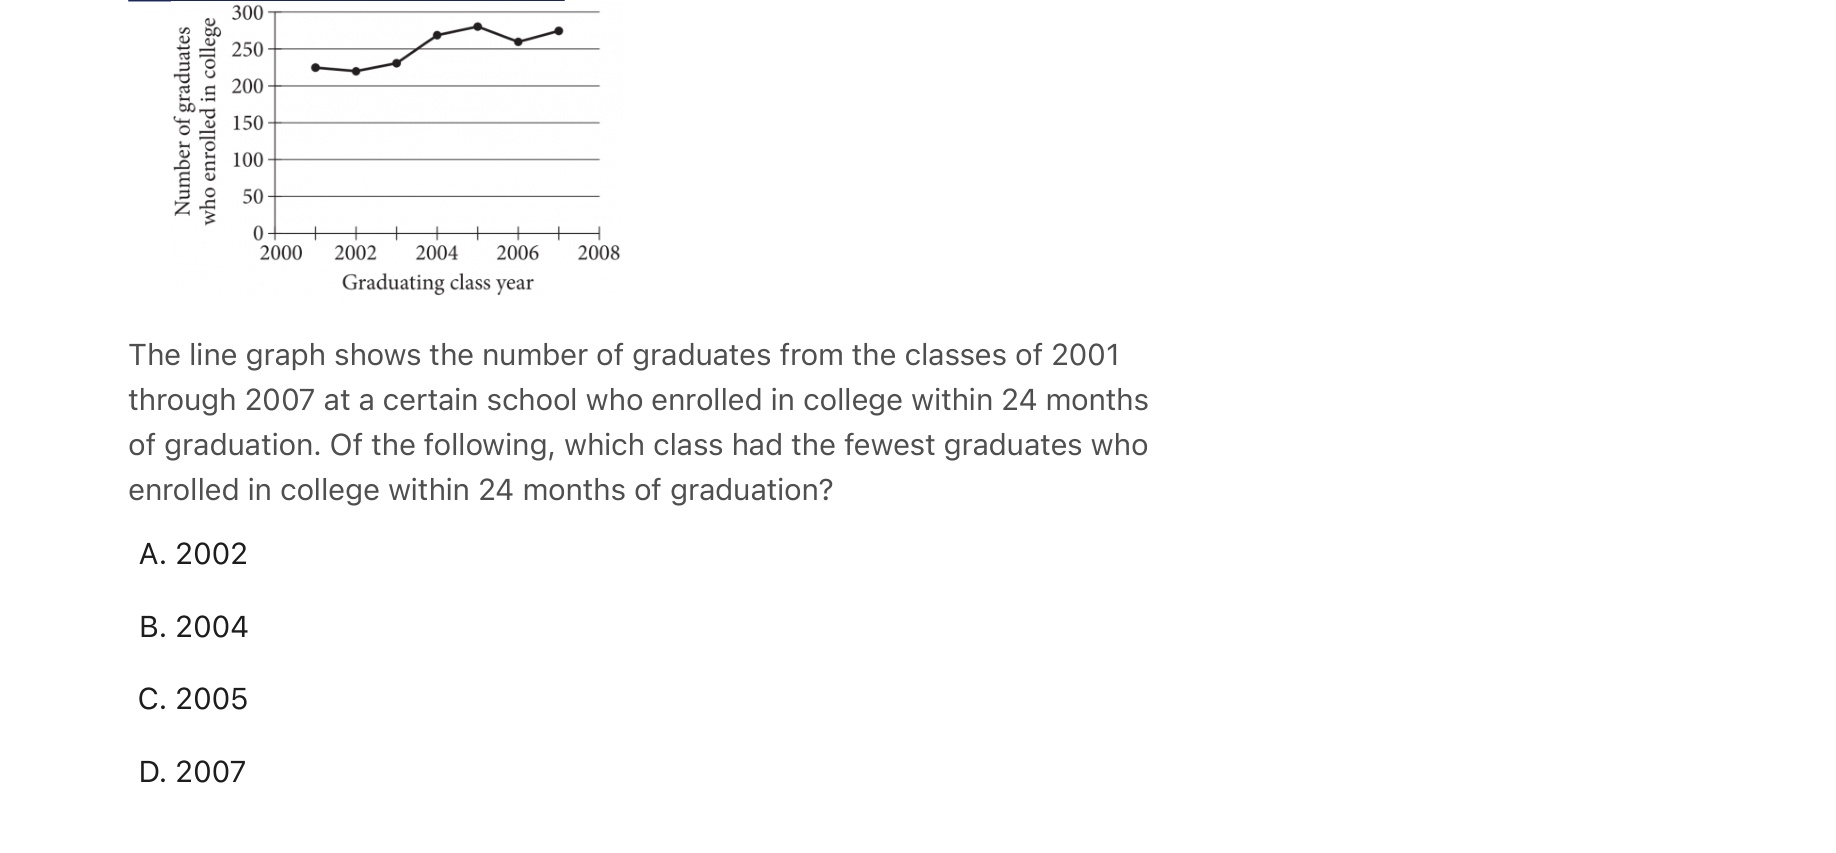 Number of graduates
who enrolled in college
300
250
200
150
100
50
0
2000 2002 2004 2006 2008
Graduating class year
The line graph shows the number of graduates from the classes of 2001
through 2007 at a certain school who enrolled in college within 24 months
of graduation. Of the following, which class had the fewest graduates who
enrolled in college within 24 months of graduation?
A. 2002
B. 2004
C. 2005
D. 2007